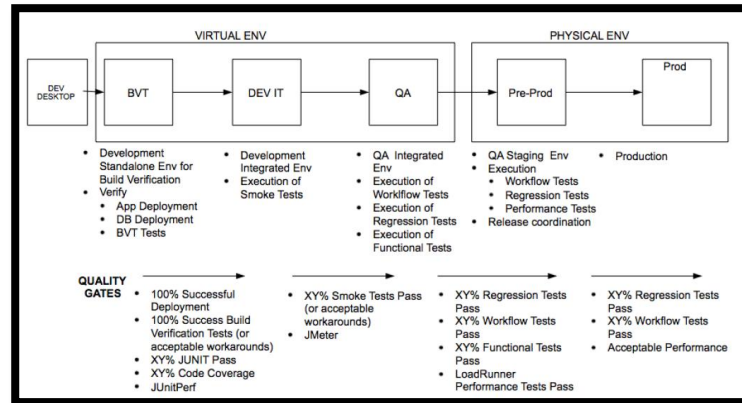 VIRTUAL ENV
PHYSICAL ENV
DEV
DESKTOP
BVT
DEV IT
QA
Pre-Prod
Prod
• Development
Standalone Env for
Build Verification
• Verify
• App Deployment
• DB Deployment
• BVT Tests
• Development
Integrated Env
• Execution of
Smoke Tests
• QA Integrated
Env
• Execution of
Workflow Tests
• Execution of
Regression Tests
• Execution of
Functional Tests
• QA Staging Env
• Execution
• Workflow Tests
• Regression Tests
• Performance Tests
• Release coordination
• Production
QUALITY
GATES
• 100% Successful
Deployment
• 100% Success Build
Verification Tests (or
acceptable workarounds)
• XY% JUNIT Pass
• XY% Code Coverage
• JUnitPerf
• XY% Smoke Tests Pass
(or acceptable
workarounds)
• JMeter
• XY% Regression Tests
Pass
• XY% Workflow Tests
Pass
• XY% Functional Tests
Pass
• LoadRunner
Performance Tests Pass
• XY% Regression Tests
Pass
• XY% Workflow Tests
Pass
• Acceptable Performance